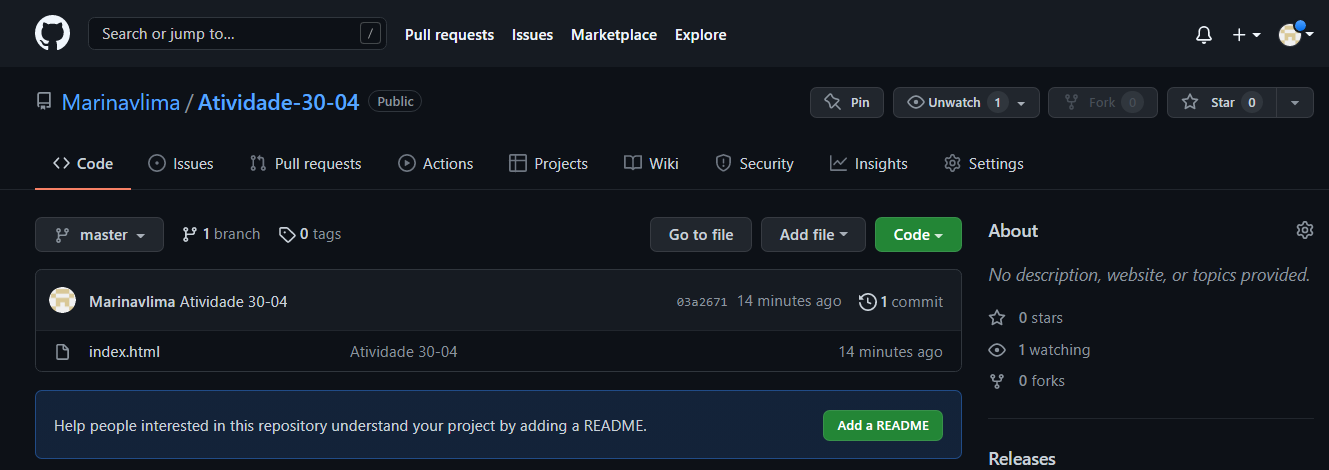 Search or jump to... / Pull requests Issues Marketplace Explore
Marinavlima / Atividade-30-04 Public Pin Unwatch 1 Fork 0 Star 0
Code Issues Pull requests Actions Projects Wiki Security Insights Settings
master 1 branch 0 tags Go to file Add file Code
About
No description, website, or topics provided.
Marinavlima Atividade 30-04 03a2671 14 minutes ago 1 commit
0 stars
index.html Atividade 30-04 14 minutes ago
1 watching
0 forks
Help people interested in this repository understand your project by adding a README. Add a README
Releases